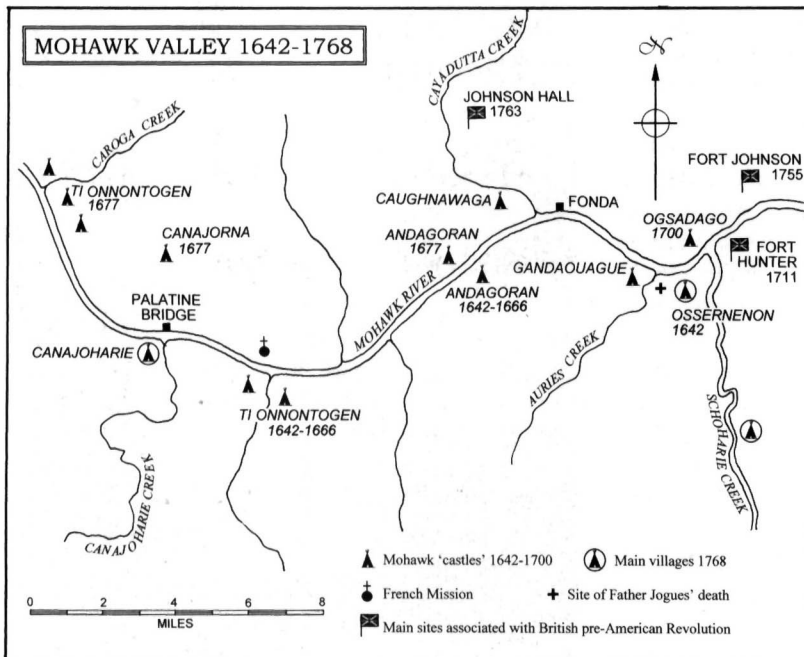 MOHAWK VALLEY 1642-1768
CAYADUTTA CREEK
N
JOHNSON HALL
1763
CAROGA CREEK
FORT JOHNSON
1755
TI ONNONTOGEN
1677
CAUGHNAWAGA
FONDA
OGSADAGO
1700
CANAJORNA
1677
ANDAGORAN
1677
FORT
HUNTER
1711
GANDAOUAGUE
ANDAGORAN
1642-1666
MOHAWK RIVER
PALATINE
BRIDGE
OSSERNENON
1642
CANAJOHARIE
AURIES CREEK
TI ONNONTOGEN
1642-1666
SCHOHARIE CREEK
CANAJOHARIE CREEK
Mohawk ‘castles’ 1642-1700
Main villages 1768
French Mission
Site of Father Jogues’ death
Main sites associated with British pre-American Revolution
0 2 4 6 8
MILES